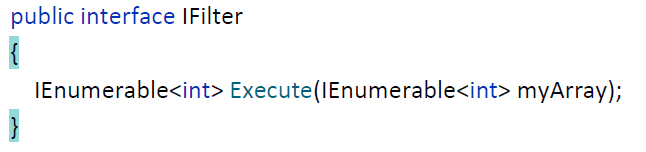 public interface IFilter
{
IEnumerable<int> Execute(IEnumerable<int> myArray);
}